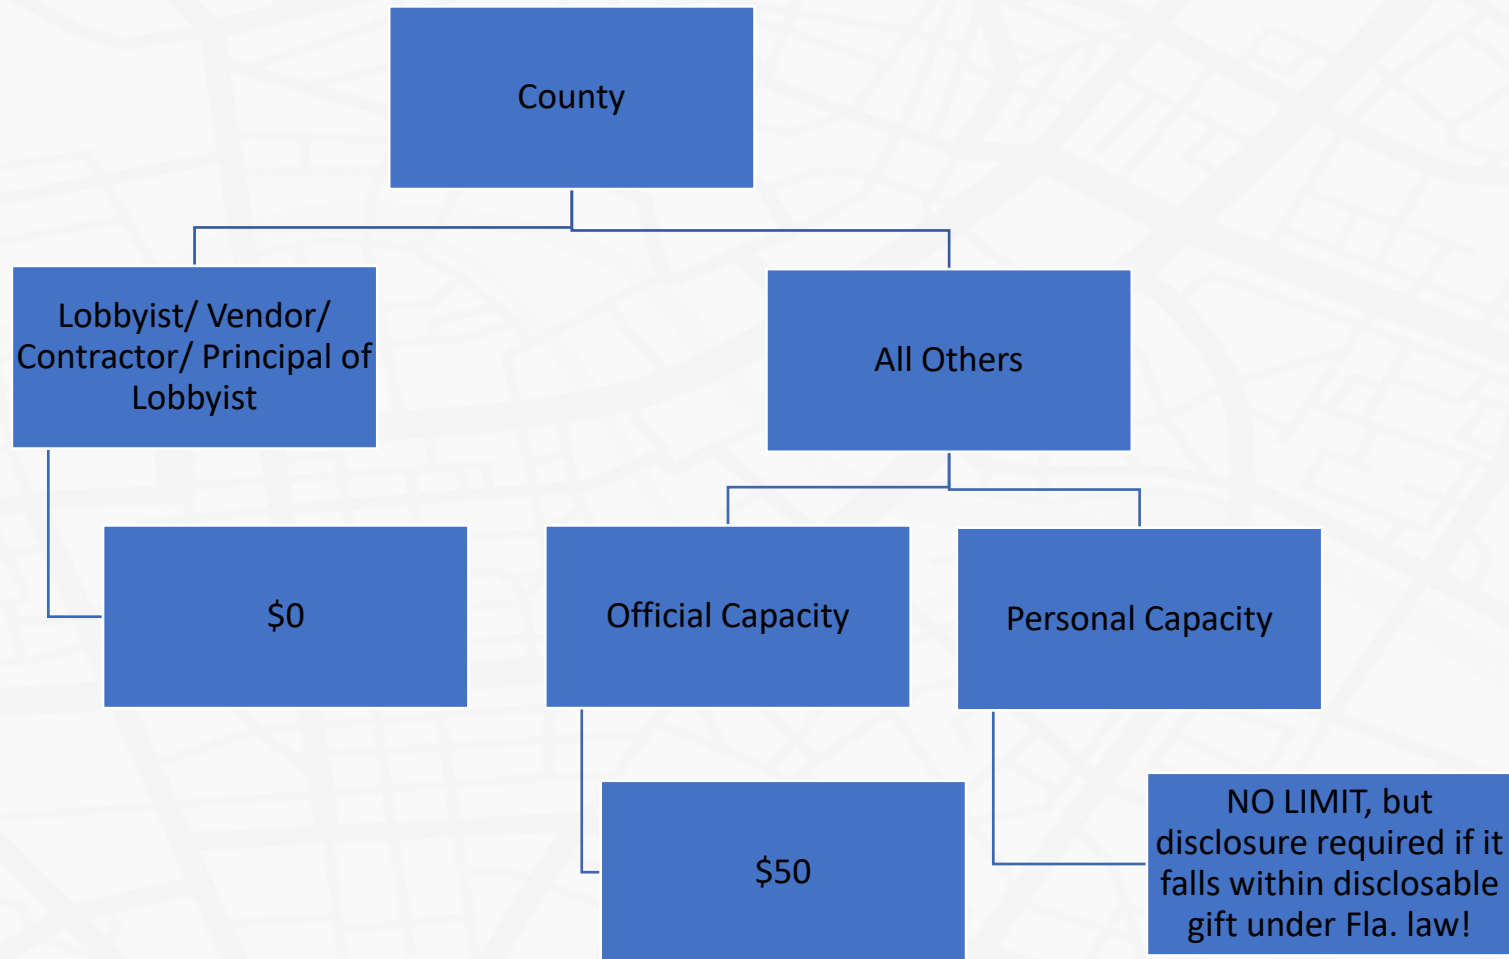 County
Lobbyist/ Vendor/
Contractor/ Principal of
Lobbyist
All Others
$0
Official Capacity
Personal Capacity
$50
NO LIMIT, but
disclosure required if it
falls within disclosable
gift under Fla. law!